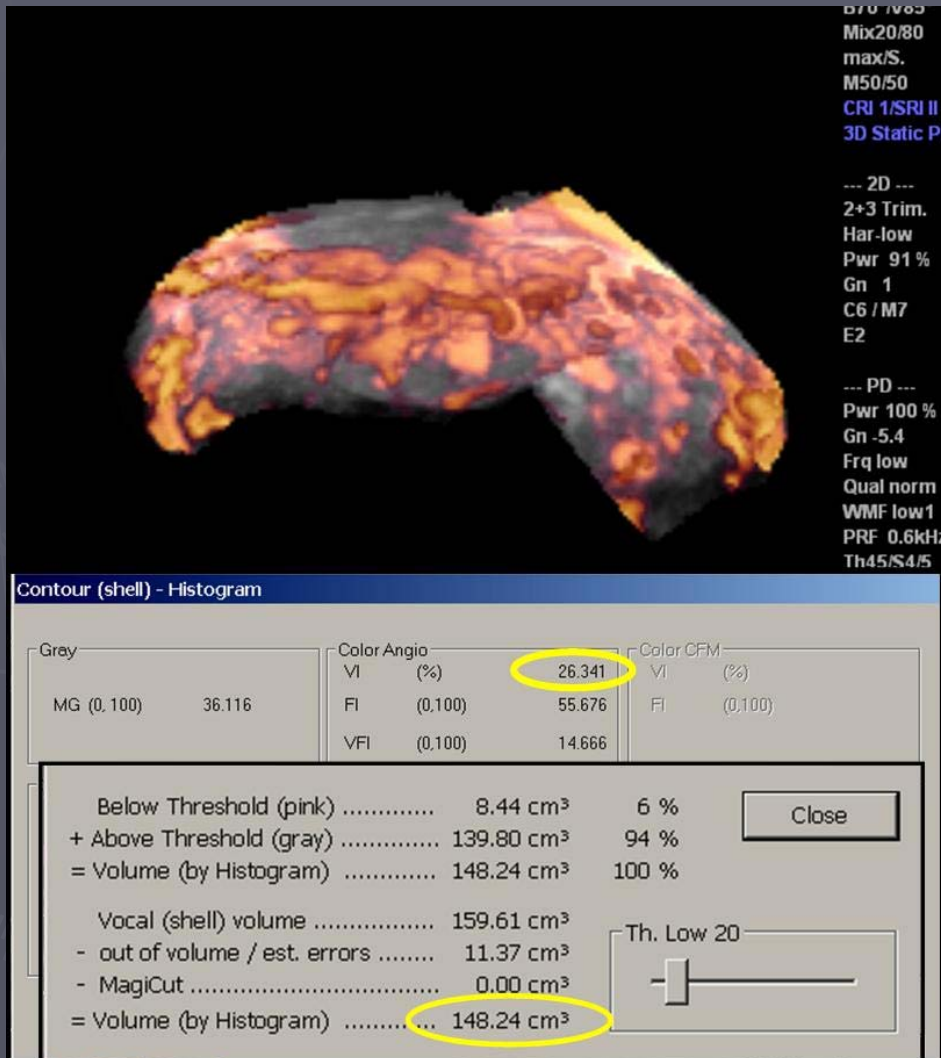 B70 /V85
Mix20/80
max/S.
M50/50
CRI 1/SRI II
3D Static P
--- 2D ---
2+3 Trim.
Har-low
Pwr 91 %
Gn 1
C6 / M7
E2
--- PD ---
Pwr 100 %
Gn -5.4
Frq low
Qual norm
WMF low1
PRF 0.6kHz
Th45/S4/5
Contour (shell) - Histogram
Gray
MG (0, 100) 36.116
Color Angio
VI (%) 26.341
FI (0,100) 55.676
VFI (0,100) 14.666
Color CFM
VI (%)
FI (0,100)
Below Threshold (pink) ............. 8.44 cm³ 6 %
+ Above Threshold (gray) .............. 139.80 cm³ 94 %
= Volume (by Histogram) ............. 148.24 cm³ 100 %
Close
Vocal (shell) volume ................. 159.61 cm³
- out of volume / est. errors ........ 11.37 cm³
- MagiCut ................................... 0.00 cm³
= Volume (by Histogram) ............. 148.24 cm³
Th. Low 20